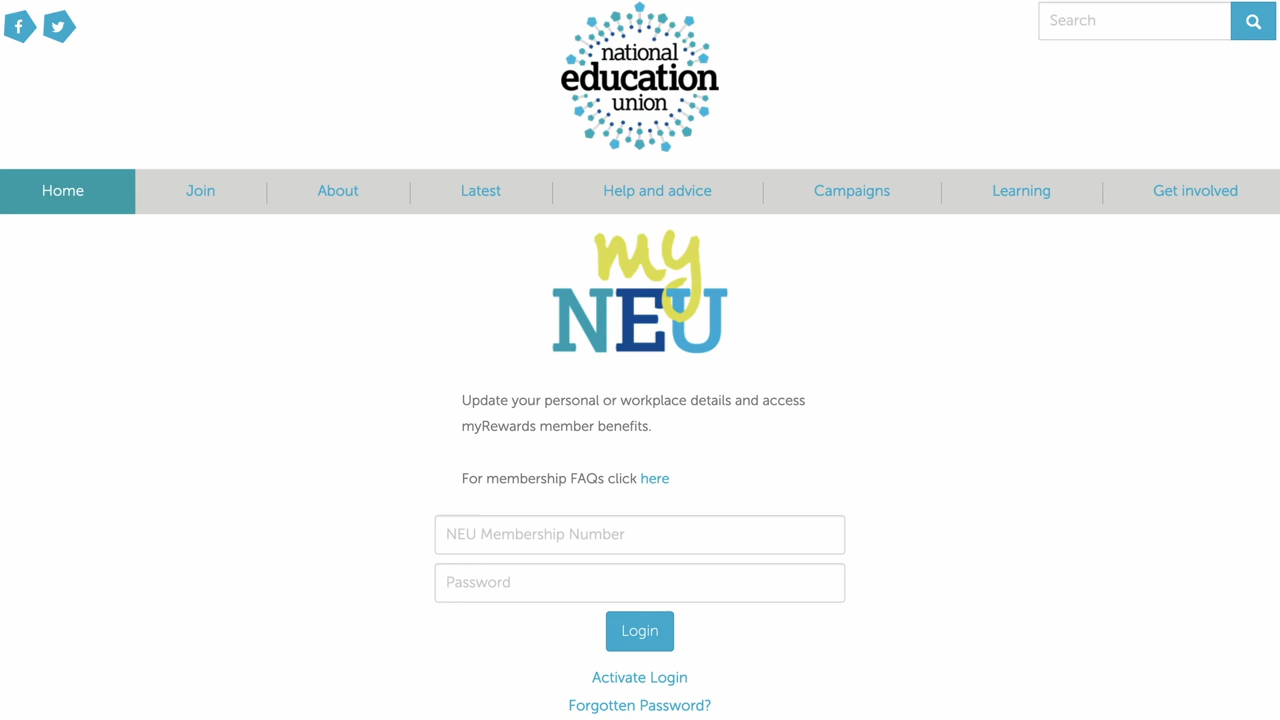 Search
national
education
union
Home
Join
About
Latest
Help and advice
Campaigns
Learning
Get involved
my
NEU
Update your personal or workplace details and access
myRewards member benefits.
For membership FAQs click here
NEU Membership Number
Password
Login
Activate Login
Forgotten Password?